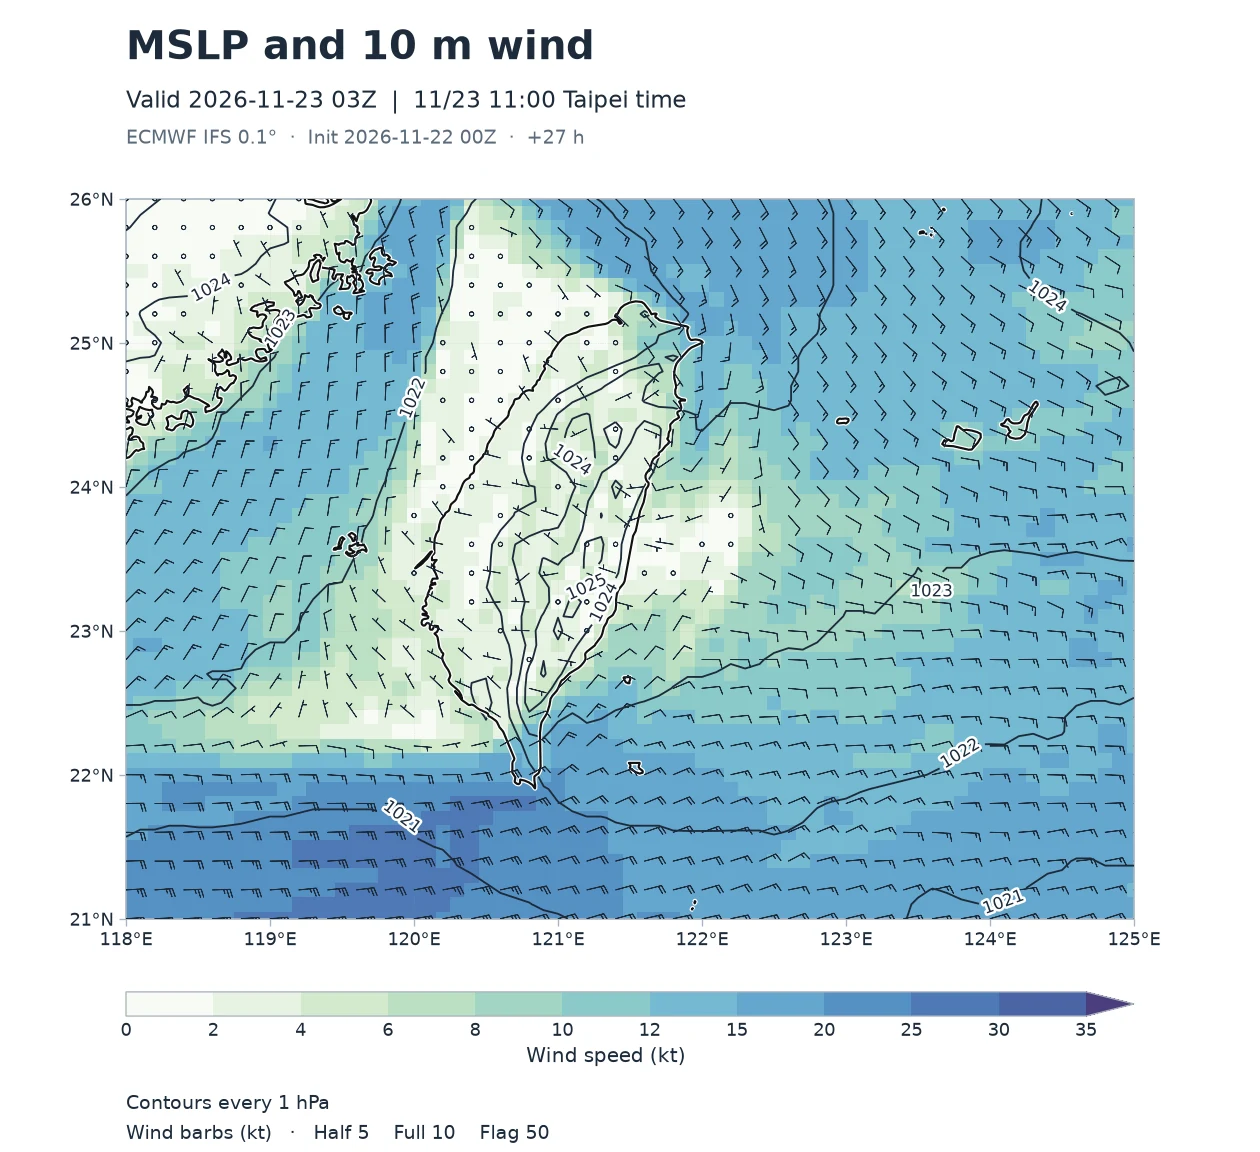 MSLP and 10 m wind
Valid 2026-11-23 03Z | 11/23 11:00 Taipei time
ECMWF IFS 0.1° · Init 2026-11-22 00Z · +27 h
26°N
1024
1024
1023
25°N
1022
1024
24°N
1025
1023
1024
23°N
1022
22°N
1021
1021
21°N
118°E 119°E 120°E 121°E 122°E 123°E 124°E 125°E
0 2 4 6 8 10 12 15 20 25 30 35
Wind speed (kt)
Contours every 1 hPa
Wind barbs (kt) · Half 5 Full 10 Flag 50